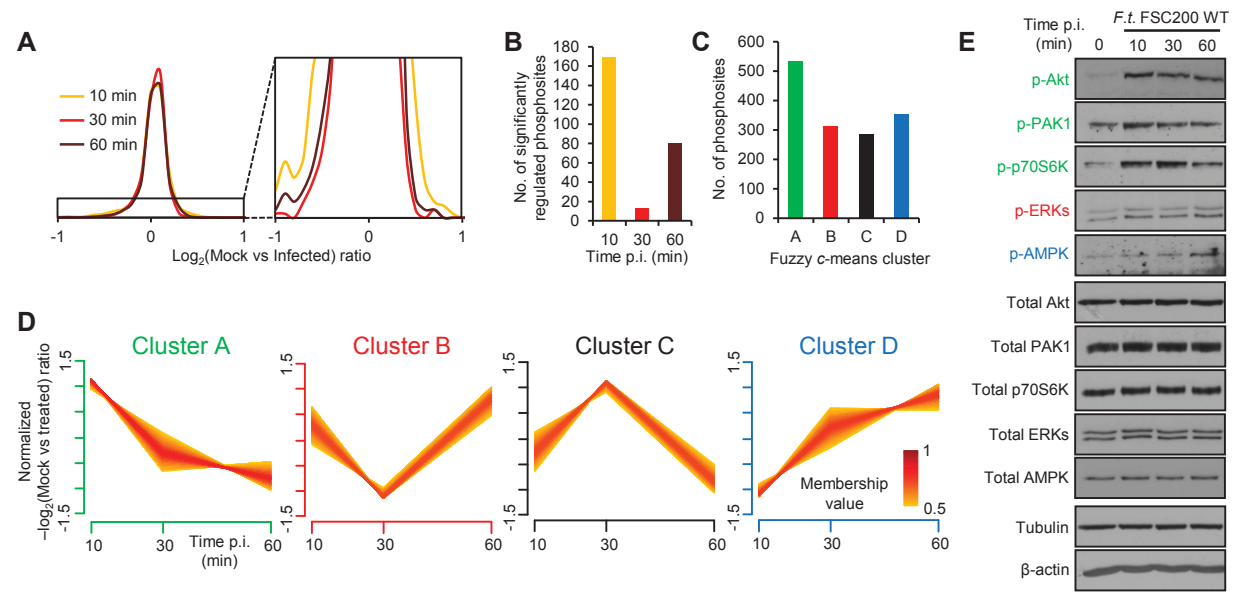 A
10 min
30 min
60 min
-1
0
1
-1
0
1
Log2(Mock vs Infected) ratio
B
No. of significantly
regulated phosphosites
180
160
140
120
100
80
60
40
20
0
10
30
60
Time p.i. (min)
C
No. of phosphosites
600
500
400
300
200
100
0
A
B
C
D
Fuzzy c-means cluster
D
Normalized
–log2(Mock vs treated) ratio
Cluster A
1.5
-1.5
10
30
60
Time p.i.
(min)
Cluster B
1.5
-1.5
10
30
60
Cluster C
1.5
-1.5
10
30
60
Cluster D
1.5
-1.5
10
30
60
Membership
value
1
0.5
E
Time p.i.
(min)
F.t. FSC200 WT
0
10
30
60
p-Akt
p-PAK1
p-p70S6K
p-ERKs
p-AMPK
Total Akt
Total PAK1
Total p70S6K
Total ERKs
Total AMPK
Tubulin
β-actin